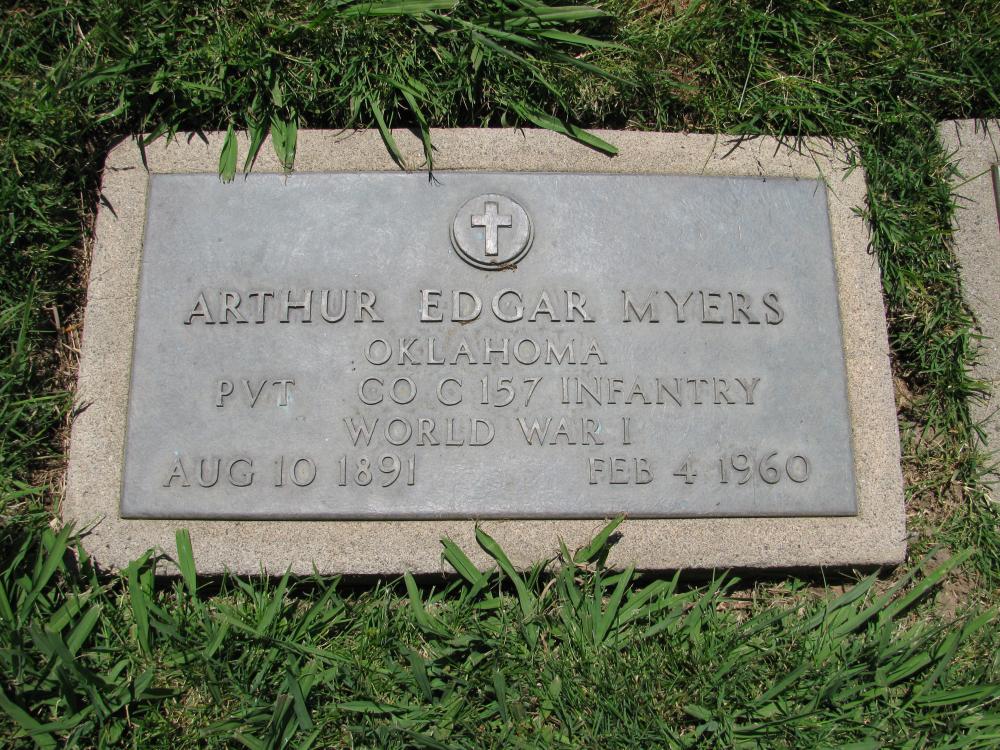 ARTHUR EDGAR MYERS
OKLAHOMA
PVT CO C 157 INFANTRY
WORLD WAR I
AUG 10 1891 FEB 4 1960